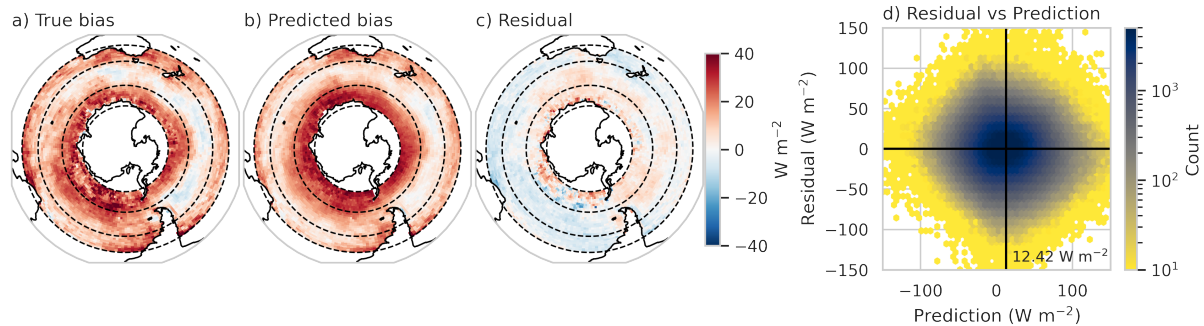 a) True bias
b) Predicted bias
c) Residual
40
20
0
−20
−40
W m−2
d) Residual vs Prediction
150
100
50
0
−50
−100
−150
Residual (W m−2)
12.42 W m−2
−100
0
100
Prediction (W m−2)
10³
10²
10¹
Count